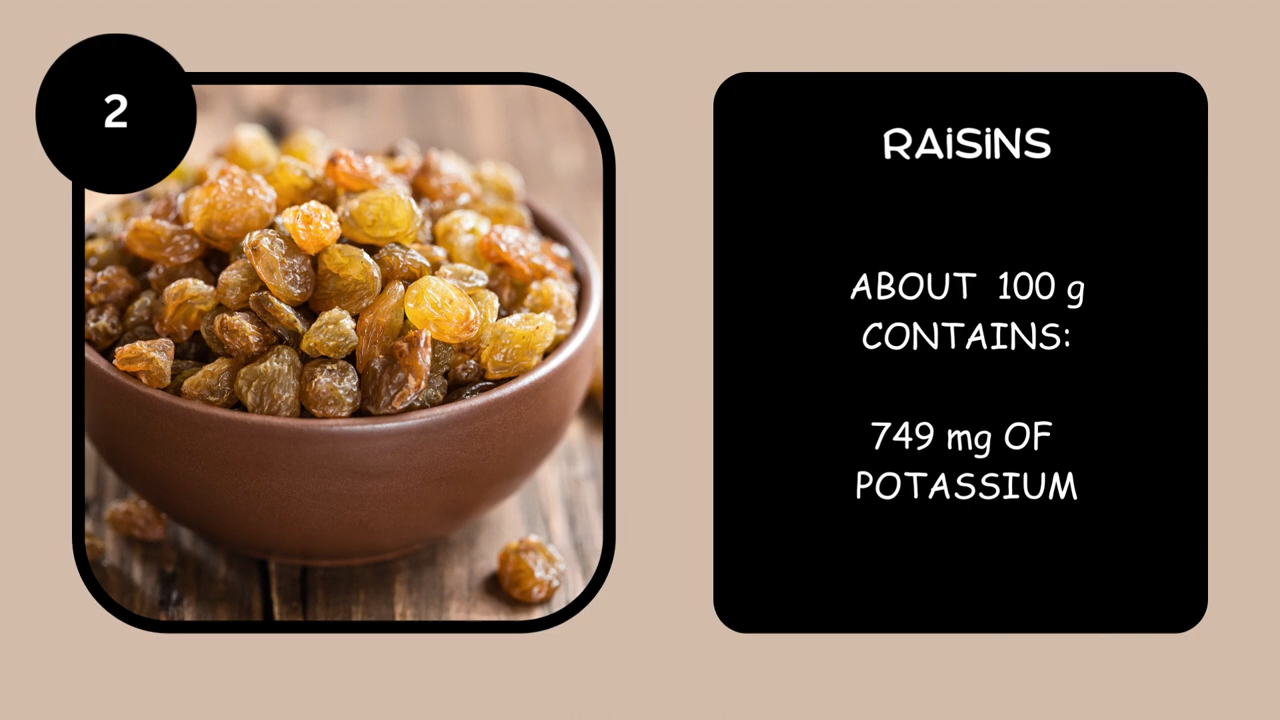 2
RAiSiNS
ABOUT 100 g
CONTAINS:
749 mg OF
POTASSIUM